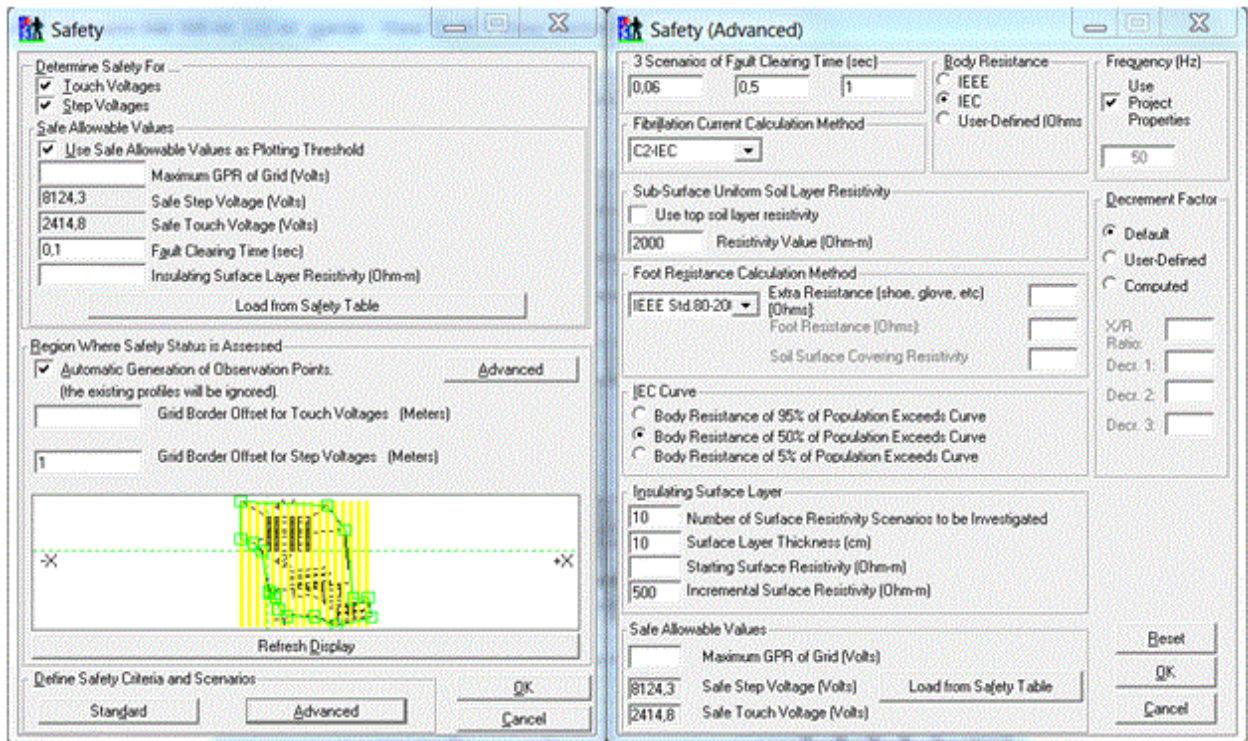 Safety
Determine Safety For ...
Touch Voltages
Step Voltages
Safe Allowable Values
Use Safe Allowable Values as Plotting Threshold
Maximum GPR of Grid (Volts)
8124,3 Safe Step Voltage (Volts)
2414,8 Safe Touch Voltage (Volts)
0,1 Fault Clearing Time (sec)
Insulating Surface Layer Resistivity (Ohm-m)
Load from Safety Table
Region Where Safety Status is Assessed
Automatic Generation of Observation Points.
(the existing profiles will be ignored).
Advanced
Grid Border Offset for Touch Voltages (Meters)
1 Grid Border Offset for Step Voltages (Meters)
-X +X
Refresh Display
Define Safety Criteria and Scenarios
Standard Advanced
OK
Cancel
Safety (Advanced)
3 Scenarios of Fault Clearing Time (sec)
0,06 0,5 1
Fibrillation Current Calculation Method
C2-IEC
Body Resistance
IEEE
IEC
User-Defined (Ohms
Frequency (Hz)
Use
Project
Properties
50
Sub-Surface Uniform Soil Layer Resistivity
Use top soil layer resistivity
2000 Resistivity Value (Ohm-m)
Foot Resistance Calculation Method
IEEE Std.80-20
Extra Resistance (shoe, glove, etc)
(Ohms):
Foot Resistance (Ohms):
Soil Surface Covering Resistivity
Decrement Factor
Default
User-Defined
Computed
X/R
Ratio:
Decr. 1:
Decr. 2:
Decr. 3:
IEC Curve
Body Resistance of 95% of Population Exceeds Curve
Body Resistance of 50% of Population Exceeds Curve
Body Resistance of 5% of Population Exceeds Curve
Insulating Surface Layer
10 Number of Surface Resistivity Scenarios to be Investigated
10 Surface Layer Thickness (cm)
Starting Surface Resistivity (Ohm-m)
500 Incremental Surface Resistivity (Ohm-m)
Safe Allowable Values
Maximum GPR of Grid (Volts)
8124,3 Safe Step Voltage (Volts)
Load from Safety Table
2414,8 Safe Touch Voltage (Volts)
Reset
OK
Cancel